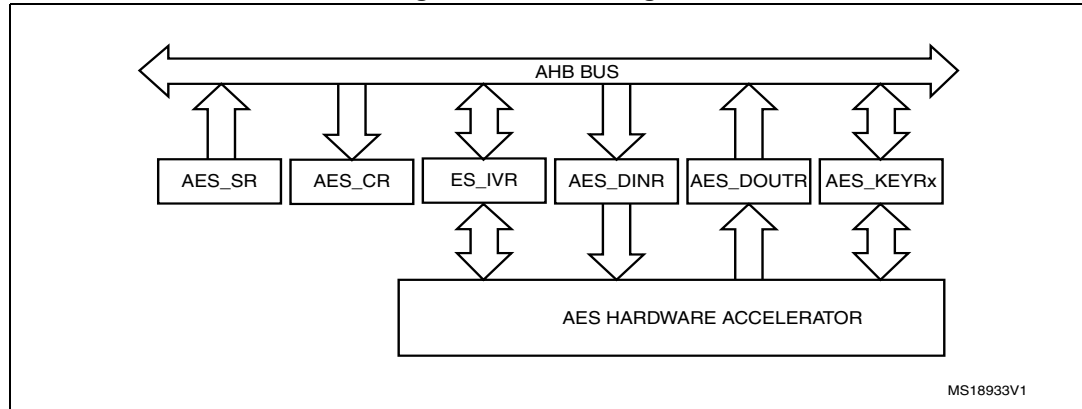 AHB BUS
AES_SR AES_CR ES_IVR AES_DINR AES_DOUTR AES_KEYRx
AES HARDWARE ACCELERATOR
MS18933V1